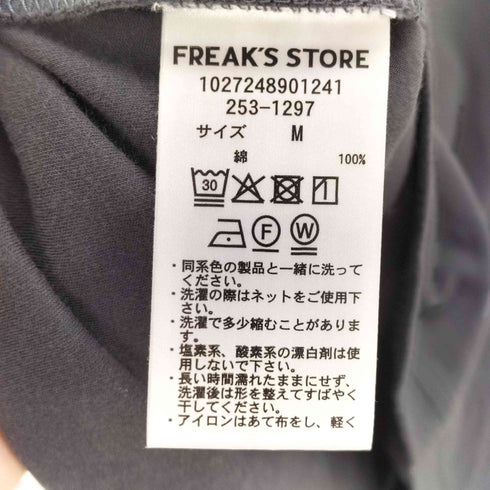 FREAK'S STORE
1027248901241
253-1297
サイズ M
綿 100%
30
F W
・同系色の製品と一緒に洗って
ください。
・洗濯の際はネットをご使用下
さい。
・洗濯で多少縮むことがありま
す。
・塩素系、酸素系の漂白剤は使
用しないで下さい。
・長い時間濡れたままにせず、
洗濯後は形を整えてすばやく
干してください。
・アイロンはあて布をし、軽く